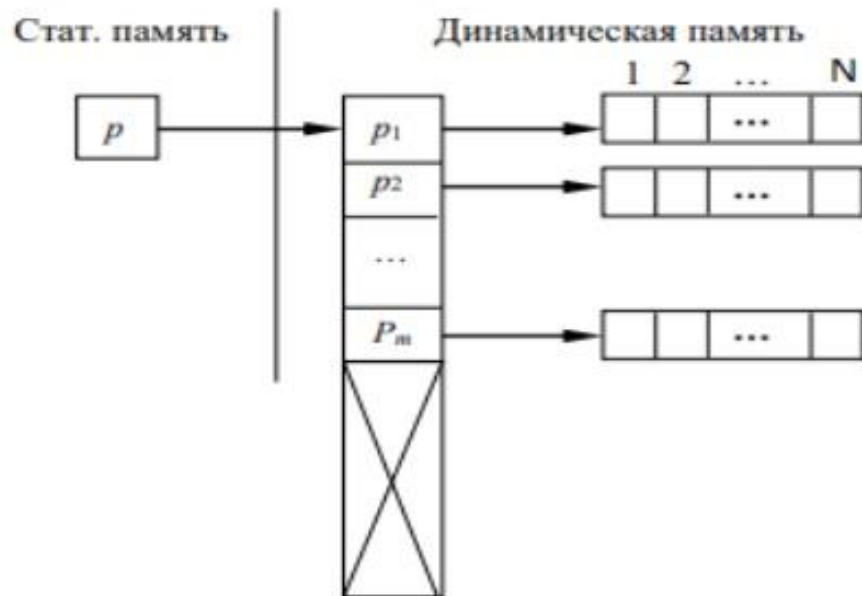 Стат. память Динамическая память
1 2 ... N
p p1 ...
p2 ...
...
Pm ...